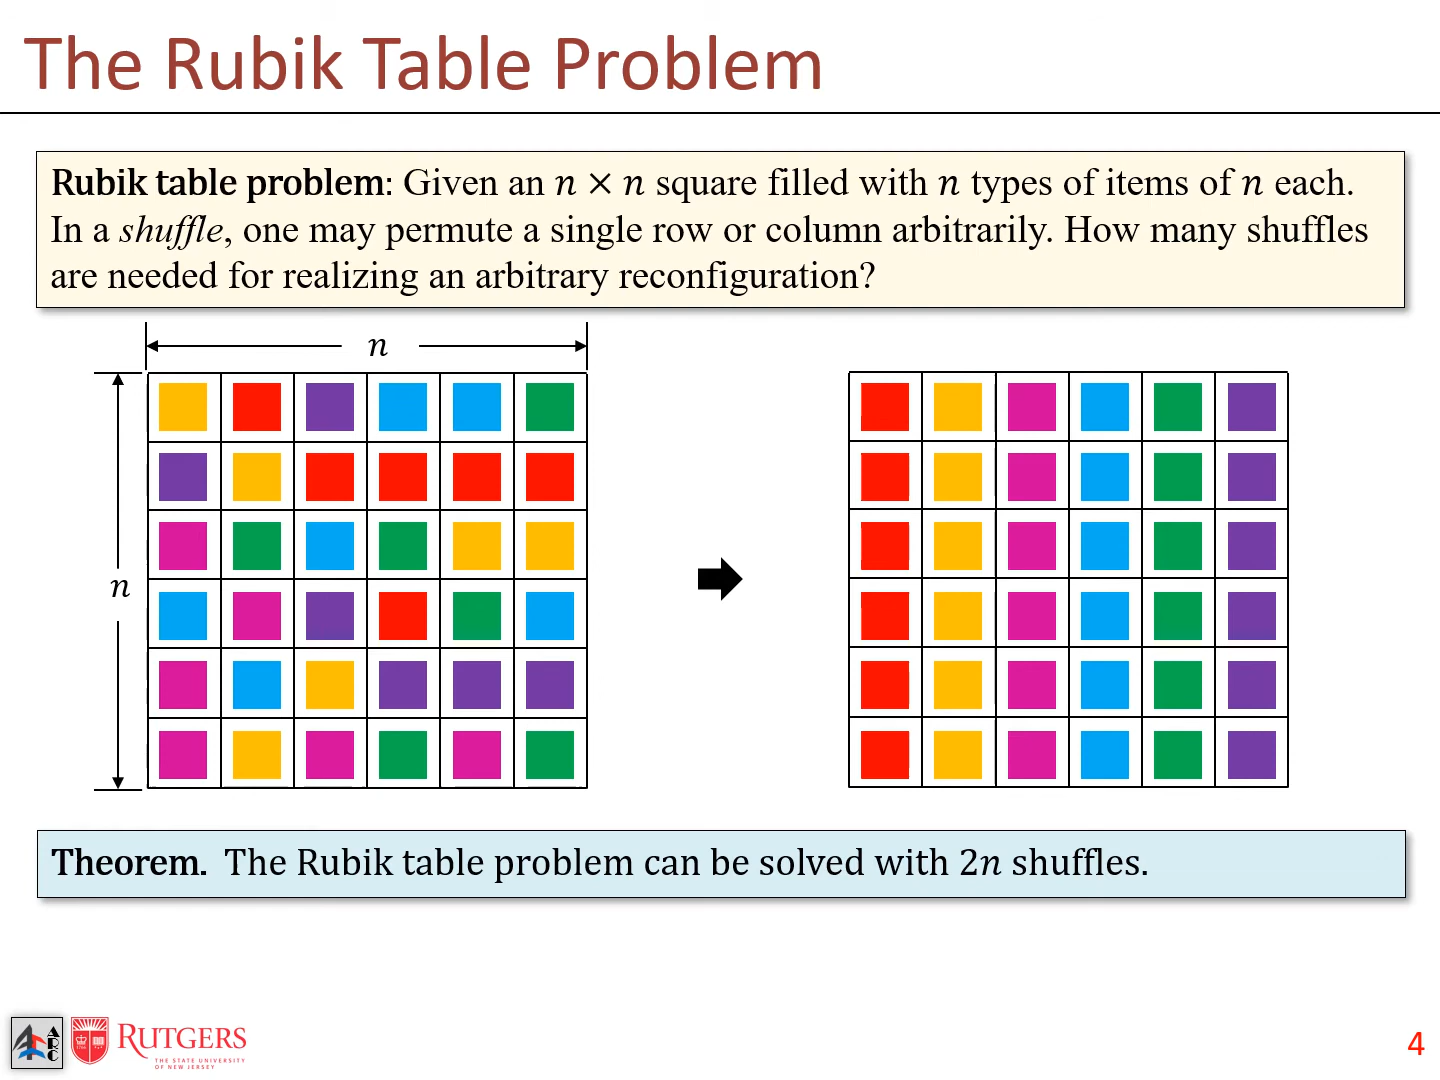 The Rubik Table Problem
Rubik table problem: Given an n × n square filled with n types of items of n each.
In a shuffle, one may permute a single row or column arbitrarily. How many shuffles
are needed for realizing an arbitrary reconfiguration?
n
n
Theorem. The Rubik table problem can be solved with 2n shuffles.
ARC
RUTGERS
THE STATE UNIVERSITY
OF NEW JERSEY
4